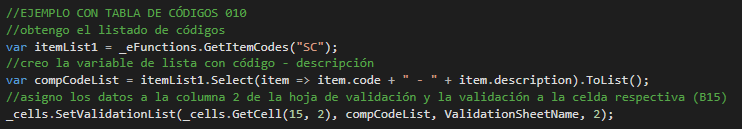 //EJEMPLO CON TABLA DE CÓDIGOS 010
//obtengo el listado de códigos
var itemList1 = _eFunctions.GetItemCodes("SC");
//creo la variable de lista con código - descripción
var compCodeList = itemList1.Select(item => item.code + " - " + item.description).ToList();
//asigno los datos a la columna 2 de la hoja de validación y la validación a la celda respectiva (B15)
_cells.SetValidationList(_cells.GetCell(15, 2), compCodeList, ValidationSheetName, 2);